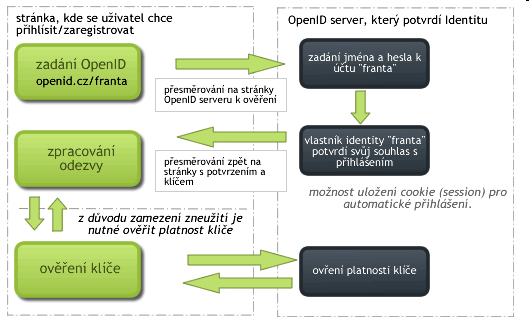 stránka, kde se uživatel chce
přihlísit/zaregistrovat
OpenID server, který potvrdí Identitu
zadání OpenID
openid.cz/franta
zadání jména a hesla k
účtu "franta"
přesměrování na stránky
OpenID serveru k ověření
zpracování
odezvy
vlastník identity "franta"
potvrdí svůj souhlas s
přihlášením
přesměrování zpět na
stránky s potvrzením a
klíčem
možnost uložení cookie (session) pro
automatické přihlášení.
z důvodu zamezení zneužití je
nutné ověřit platnost klíče
ověření klíče
ovření platnosti klíče